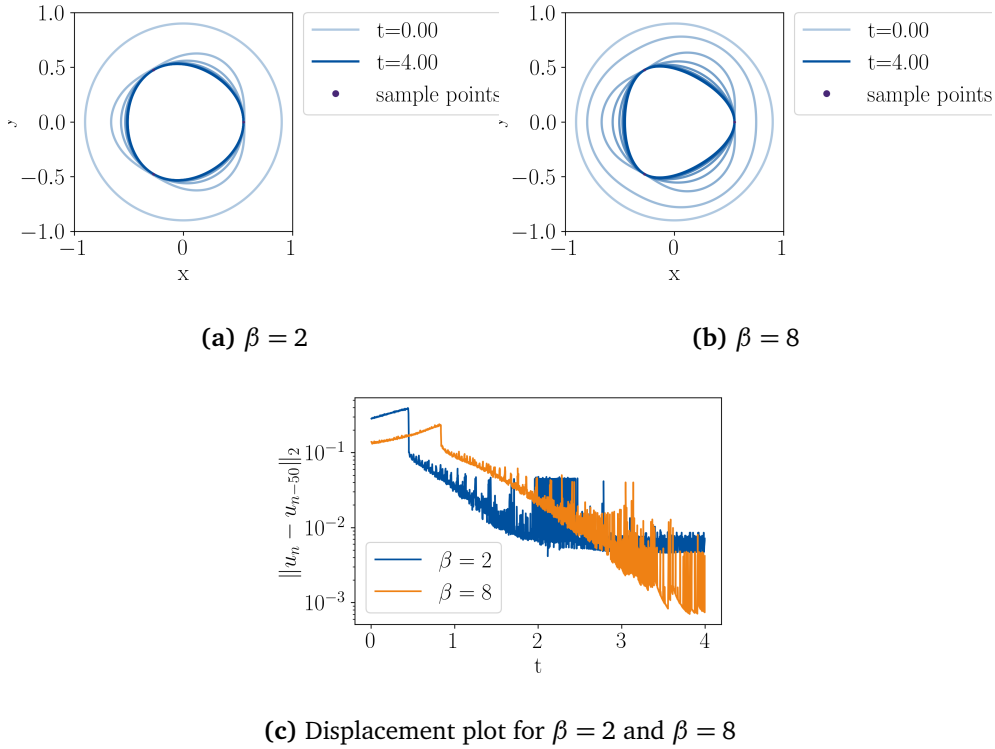 1.0
0.5
0.0
−0.5
−1.0
−1
0
1
x
y
t=0.00
t=4.00
sample points
(a) β = 2
1.0
0.5
0.0
−0.5
−1.0
−1
0
1
x
y
t=0.00
t=4.00
sample points
(b) β = 8
10⁻¹
10⁻²
10⁻³
‖uₙ − uₙ₋₅₀‖₂
0
1
2
3
4
t
β = 2
β = 8
(c) Displacement plot for β = 2 and β = 8